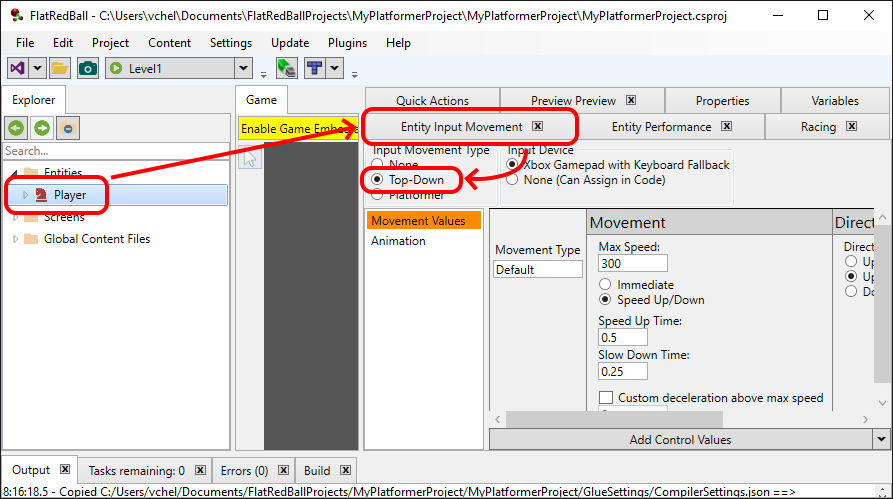 FlatRedBall - C:\Users\vchel\Documents\FlatRedBallProjects\MyPlatformerProject\MyPlatformerProject\MyPlatformerProject.csproj
File Edit Project Content Settings Update Plugins Help
Level1
Explorer
Game
Quick Actions Preview Preview Properties Variables
Enable Game Embedd
Entity Input Movement Entity Performance Racing
Search...
Input Movement Type
Input Device
None
Xbox Gamepad with Keyboard Fallback
Entities
Top-Down
None (Can Assign in Code)
Player
Platformer
Screens
Global Content Files
Movement Values
Animation
Movement
Direct
Movement Type
Default
Max Speed:
300
Immediate
Speed Up/Down
Speed Up Time:
0.5
Slow Down Time:
0.25
Custom deceleration above max speed
Direct
Up
Up
Do
Add Control Values
Output Tasks remaining: 0 Errors (0) Build
8:16:18.5 - Copied C:/Users/vchel/Documents/FlatRedBallProjects/MyPlatformerProject/MyPlatformerProject/GlueSettings/CompilerSettings.json ==>